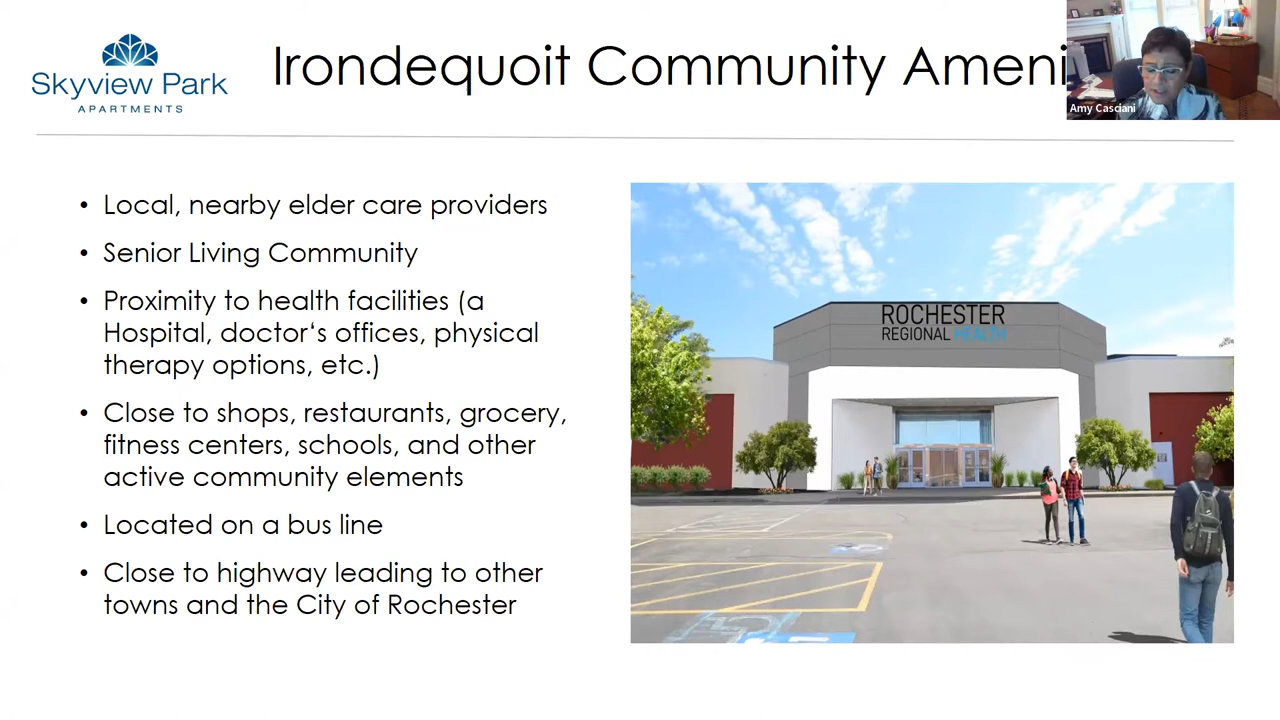 Skyview Park
APARTMENTS
Irondequoit Community Ameni
Amy Casciani
• Local, nearby elder care providers
• Senior Living Community
• Proximity to health facilities (a
Hospital, doctor‘s offices, physical
therapy options, etc.)
• Close to shops, restaurants, grocery,
fitness centers, schools, and other
active community elements
• Located on a bus line
• Close to highway leading to other
towns and the City of Rochester
ROCHESTER
REGIONAL HEALTH